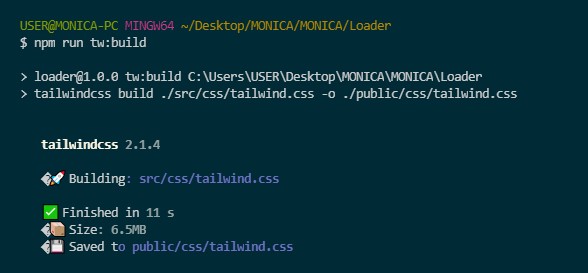 USER@MONICA-PC MINGW64 ~/Desktop/MONICA/MONICA/Loader
$ npm run tw:build
> loader@1.0.0 tw:build C:\Users\USER\Desktop\MONICA\MONICA\Loader
> tailwindcss build ./src/css/tailwind.css -o ./public/css/tailwind.css
tailwindcss 2.1.4
�🚀 Building: src/css/tailwind.css
✅ Finished in 11 s
�📦 Size: 6.5MB
�💾 Saved to public/css/tailwind.css